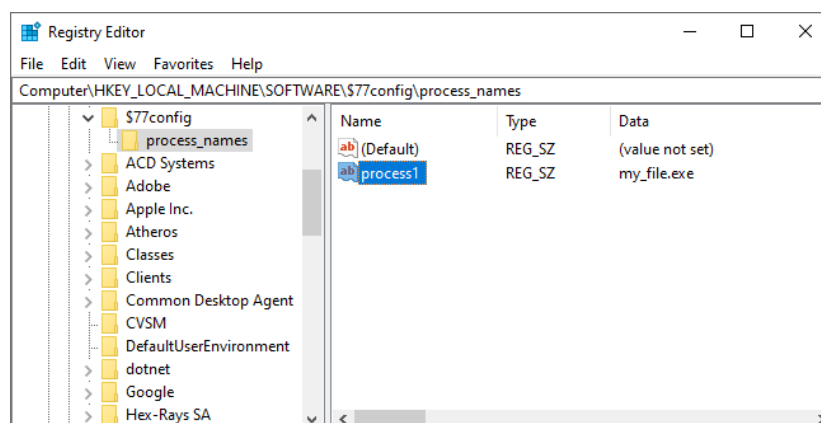 Registry Editor
File Edit View Favorites Help
Computer\HKEY_LOCAL_MACHINE\SOFTWARE\$77config\process_names
$77config
process_names
ACD Systems
Adobe
Apple Inc.
Atheros
Classes
Clients
Common Desktop Agent
CVSM
DefaultUserEnvironment
dotnet
Google
Hex-Rays SA
Name Type Data
ab (Default) REG_SZ (value not set)
ab process1 REG_SZ my_file.exe